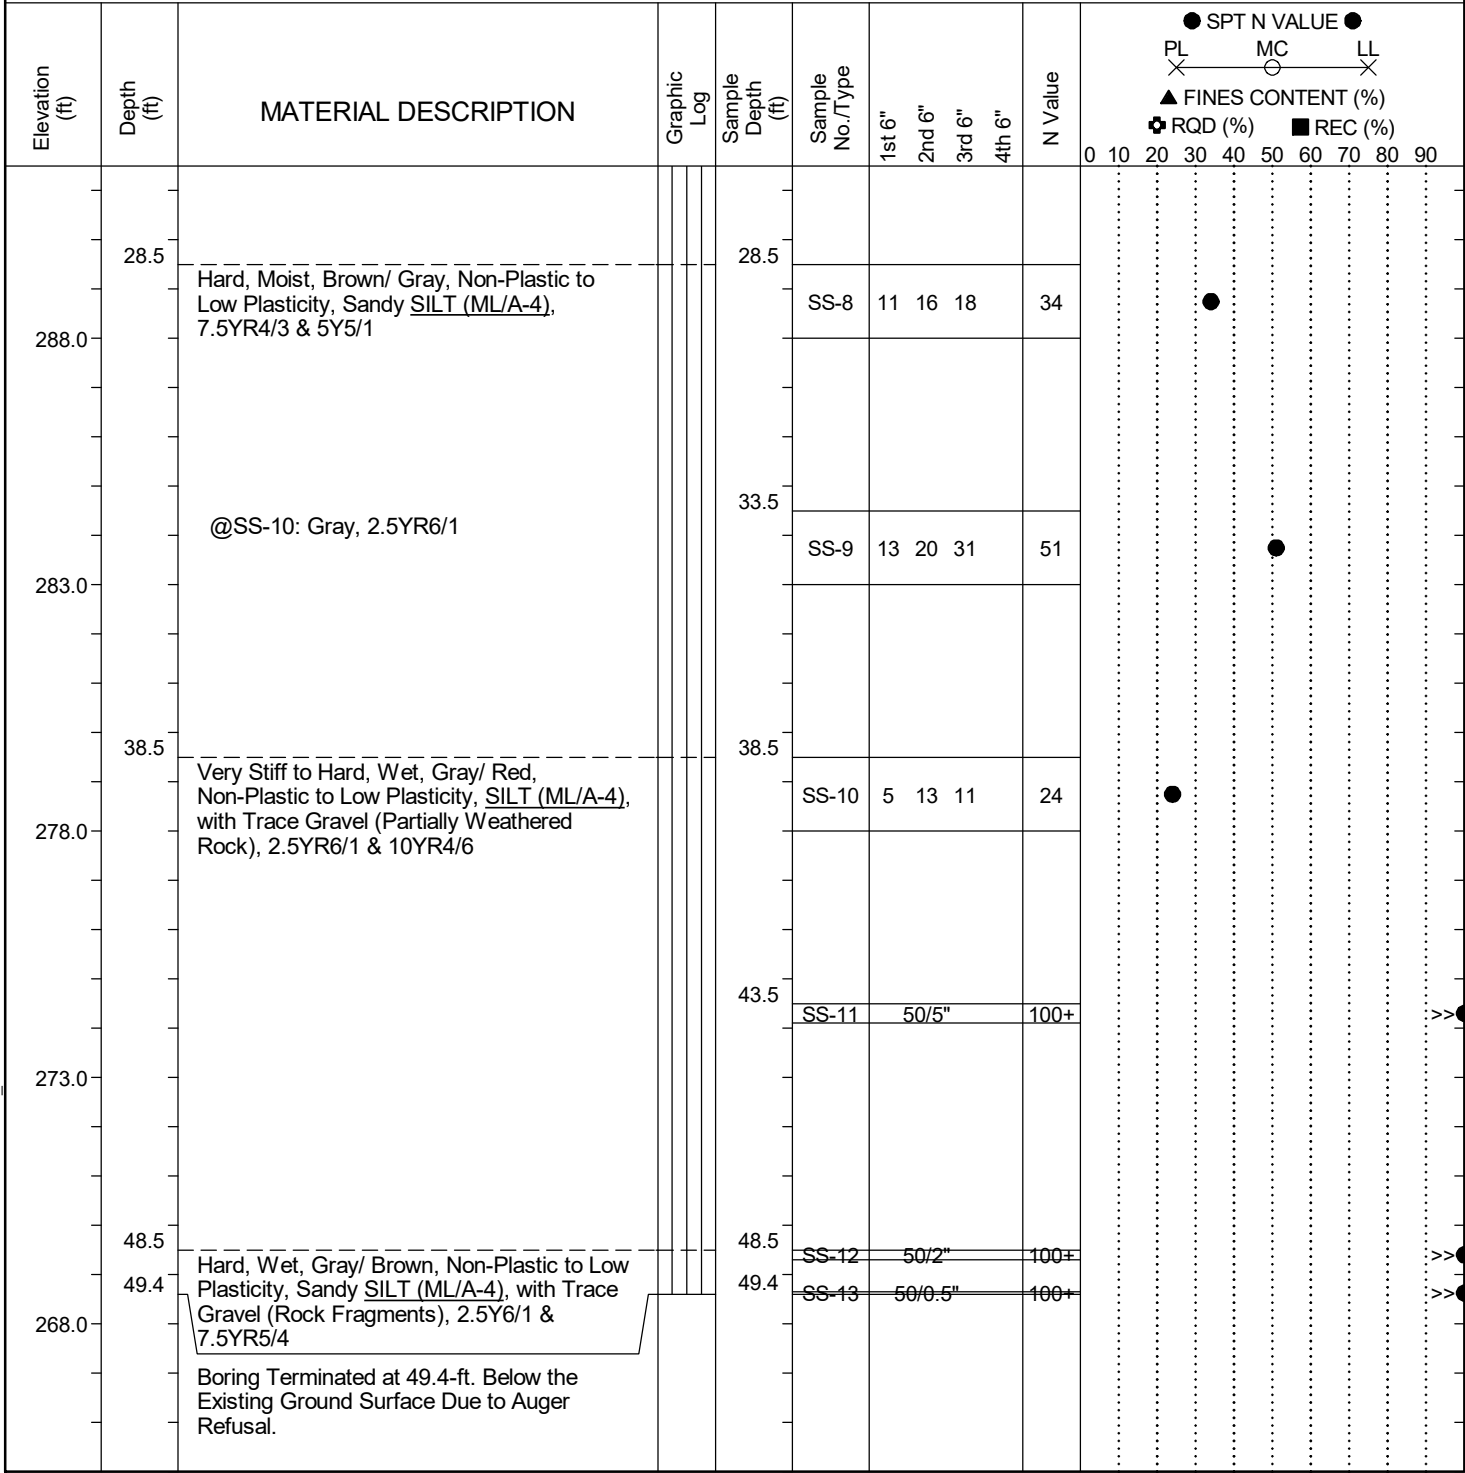 Elevation (ft)
Depth (ft)
MATERIAL DESCRIPTION
Graphic Log
Sample Depth (ft)
Sample No./Type
1st 6"
2nd 6"
3rd 6"
4th 6"
N Value
● SPT N VALUE ●
PL MC LL
▲ FINES CONTENT (%)
RQD (%) ■ REC (%)
0 10 20 30 40 50 60 70 80 90
28.5 28.5
Hard, Moist, Brown/ Gray, Non-Plastic to
Low Plasticity, Sandy SILT (ML/A-4),
7.5YR4/3 & 5Y5/1
SS-8 11 16 18 34
288.0
33.5
@SS-10: Gray, 2.5YR6/1
SS-9 13 20 31 51
283.0
38.5 38.5
Very Stiff to Hard, Wet, Gray/ Red,
Non-Plastic to Low Plasticity, SILT (ML/A-4),
with Trace Gravel (Partially Weathered
Rock), 2.5YR6/1 & 10YR4/6
SS-10 5 13 11 24
278.0
43.5
SS-11 50/5" 100+ >>
273.0
48.5 48.5
SS-12 50/2" 100+ >>
Hard, Wet, Gray/ Brown, Non-Plastic to Low
Plasticity, Sandy SILT (ML/A-4), with Trace
Gravel (Rock Fragments), 2.5Y6/1 &
7.5YR5/4
49.4 49.4
SS-13 50/0.5" 100+ >>
268.0
Boring Terminated at 49.4-ft. Below the
Existing Ground Surface Due to Auger
Refusal.